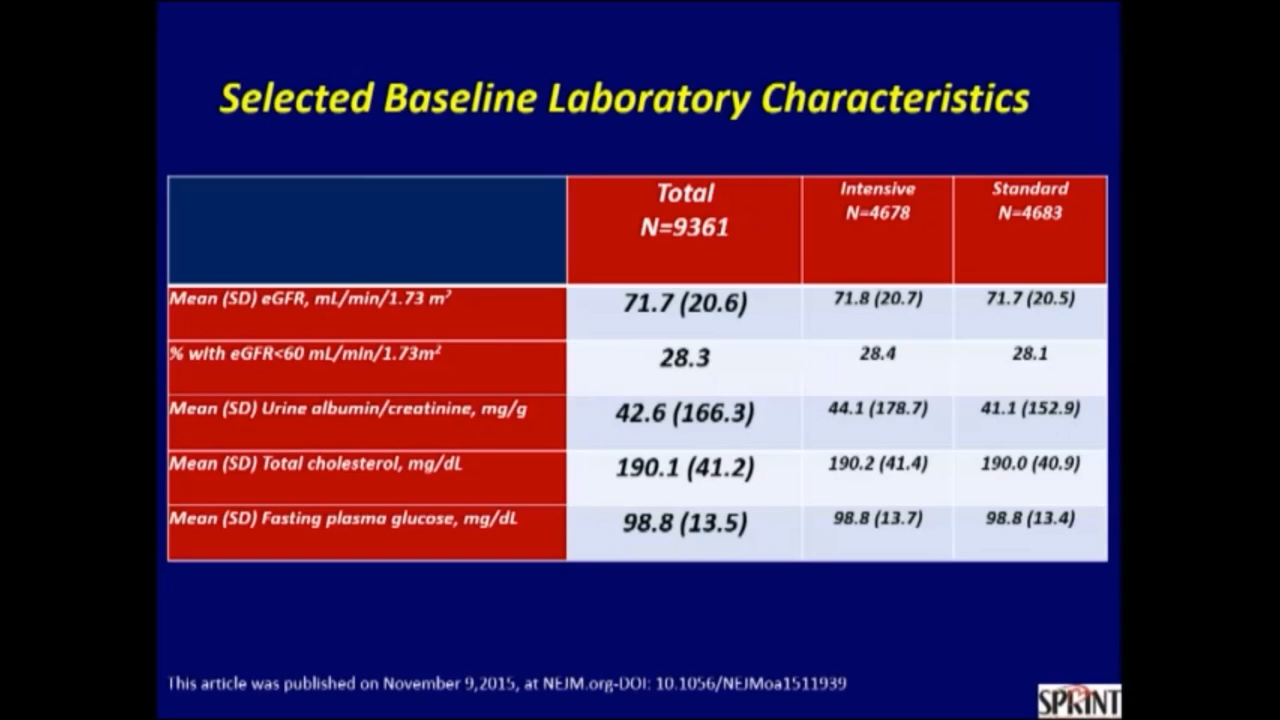 Selected Baseline Laboratory Characteristics
Total
N=9361
Intensive
N=4678
Standard
N=4683
Mean (SD) eGFR, mL/min/1.73 m²
71.7 (20.6)
71.8 (20.7)
71.7 (20.5)
% with eGFR<60 mL/min/1.73m²
28.3
28.4
28.1
Mean (SD) Urine albumin/creatinine, mg/g
42.6 (166.3)
44.1 (178.7)
41.1 (152.9)
Mean (SD) Total cholesterol, mg/dL
190.1 (41.2)
190.2 (41.4)
190.0 (40.9)
Mean (SD) Fasting plasma glucose, mg/dL
98.8 (13.5)
98.8 (13.7)
98.8 (13.4)
This article was published on November 9,2015, at NEJM.org-DOI: 10.1056/NEJMoa1511939
SPRINT